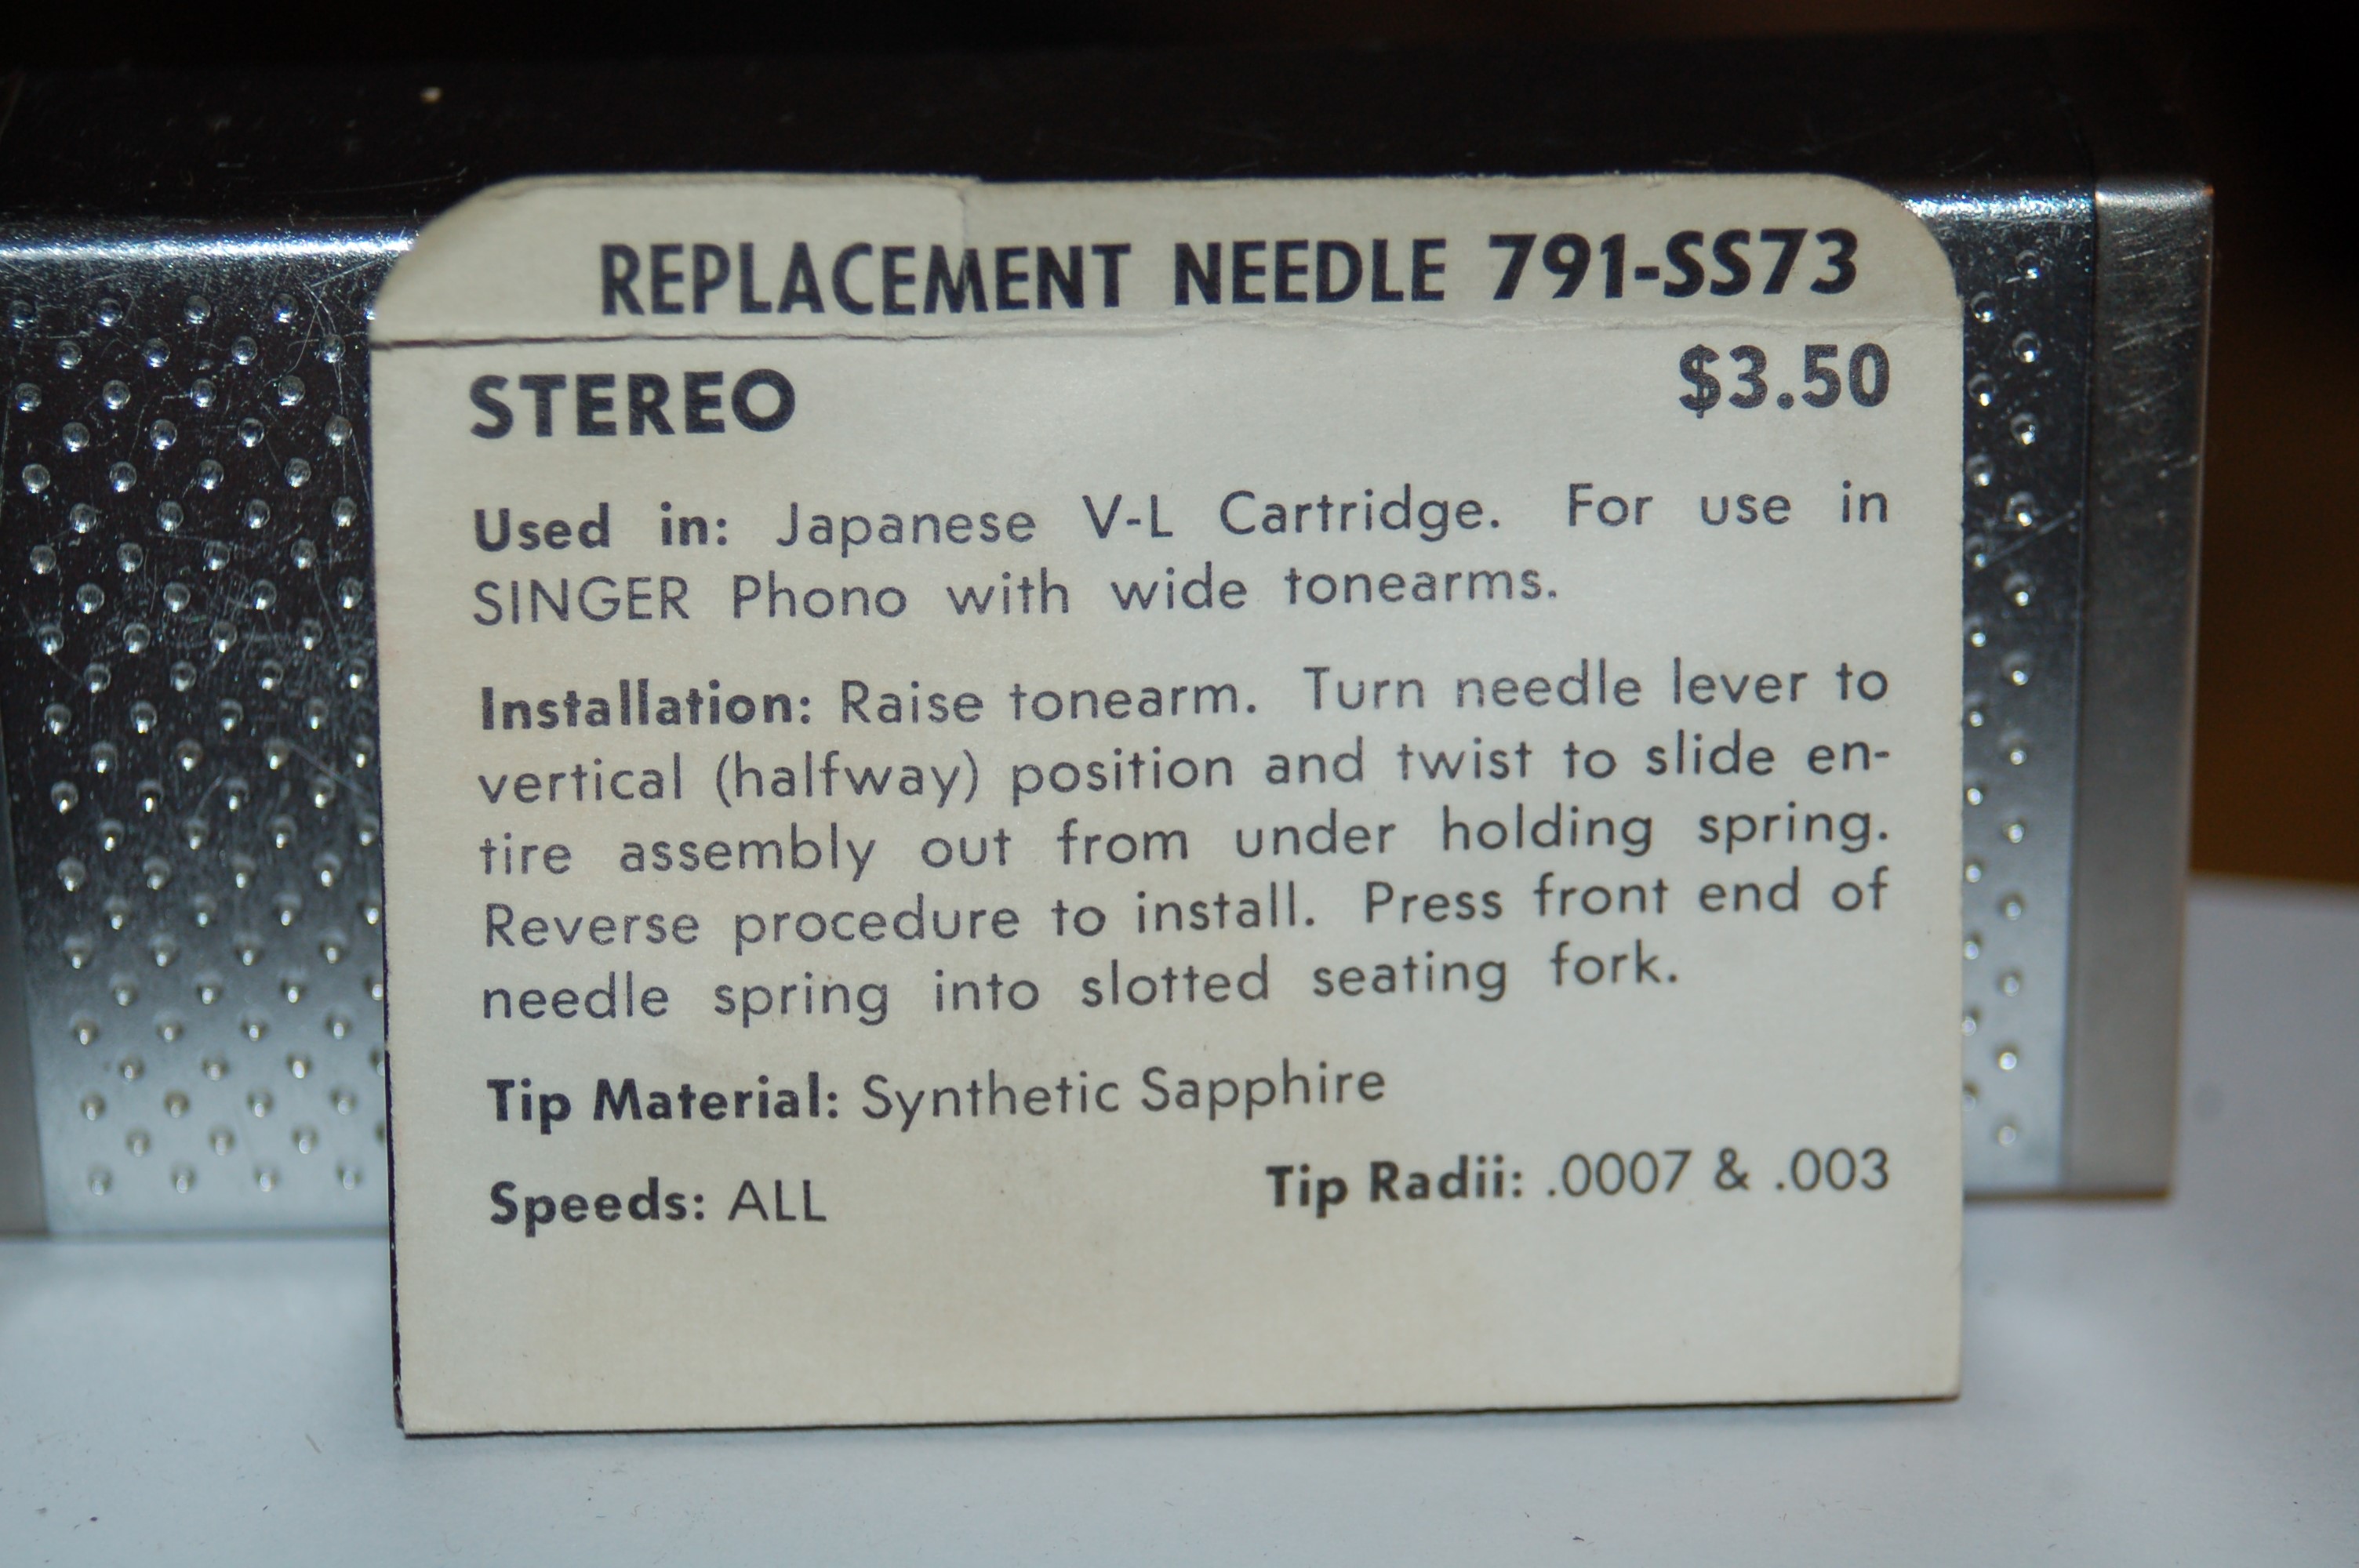 REPLACEMENT NEEDLE 791-SS73
STEREO $3.50
Used in: Japanese V-L Cartridge. For use in
SINGER Phono with wide tonearms.
Installation: Raise tonearm. Turn needle lever to
vertical (halfway) position and twist to slide en-
tire assembly out from under holding spring.
Reverse procedure to install. Press front end of
needle spring into slotted seating fork.
Tip Material: Synthetic Sapphire
Speeds: ALL Tip Radii: .0007 & .003